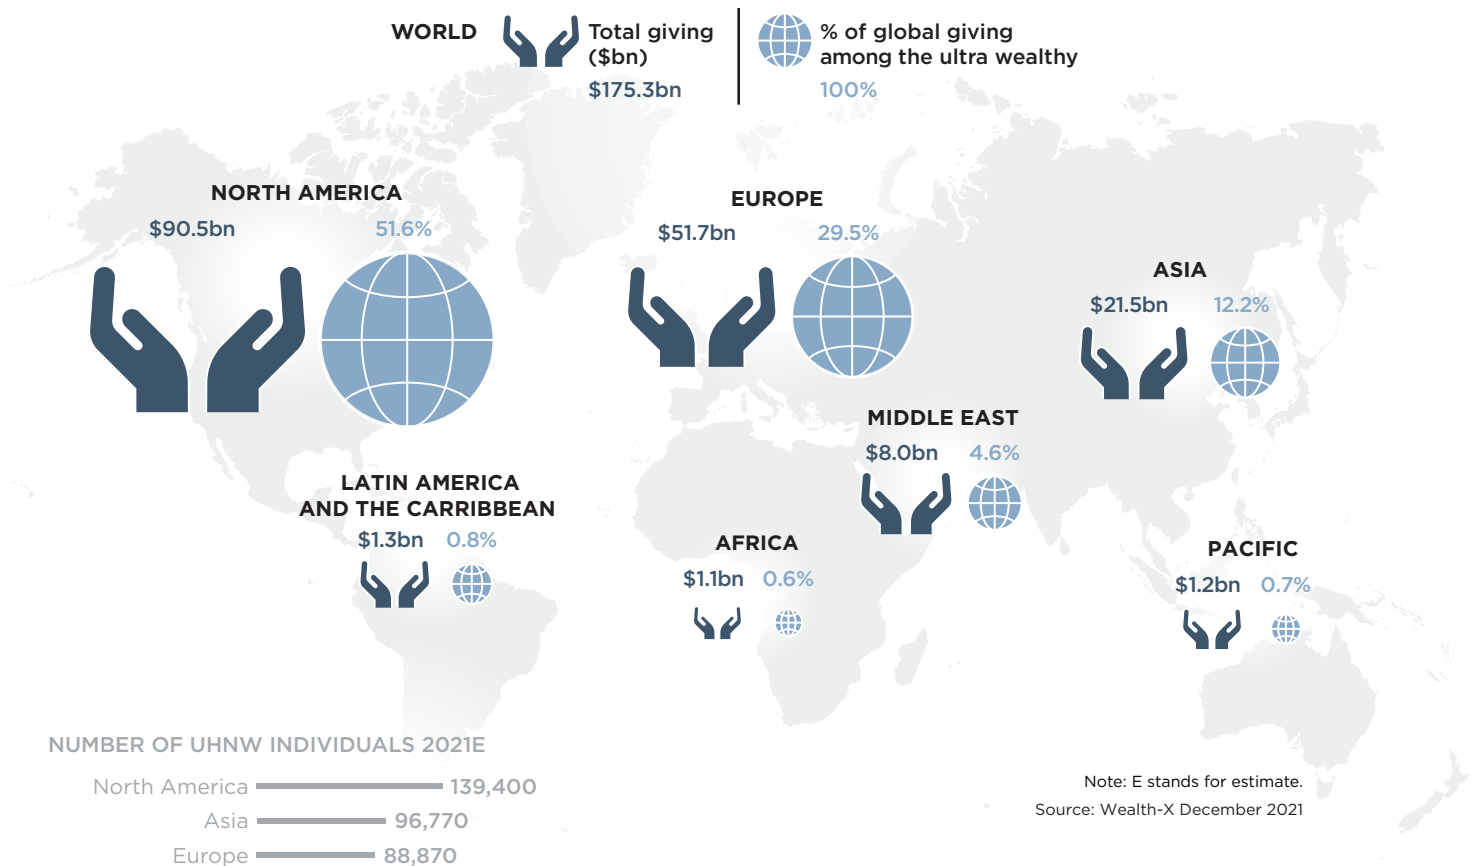 WORLD
Total giving
($bn)
$175.3bn
% of global giving
among the ultra wealthy
100%
NORTH AMERICA
$90.5bn 51.6%
EUROPE
$51.7bn 29.5%
ASIA
$21.5bn 12.2%
MIDDLE EAST
$8.0bn 4.6%
LATIN AMERICA
AND THE CARRIBBEAN
$1.3bn 0.8%
AFRICA
$1.1bn 0.6%
PACIFIC
$1.2bn 0.7%
NUMBER OF UHNW INDIVIDUALS 2021E
North America 139,400
Asia 96,770
Europe 88,870
Note: E stands for estimate.
Source: Wealth-X December 2021